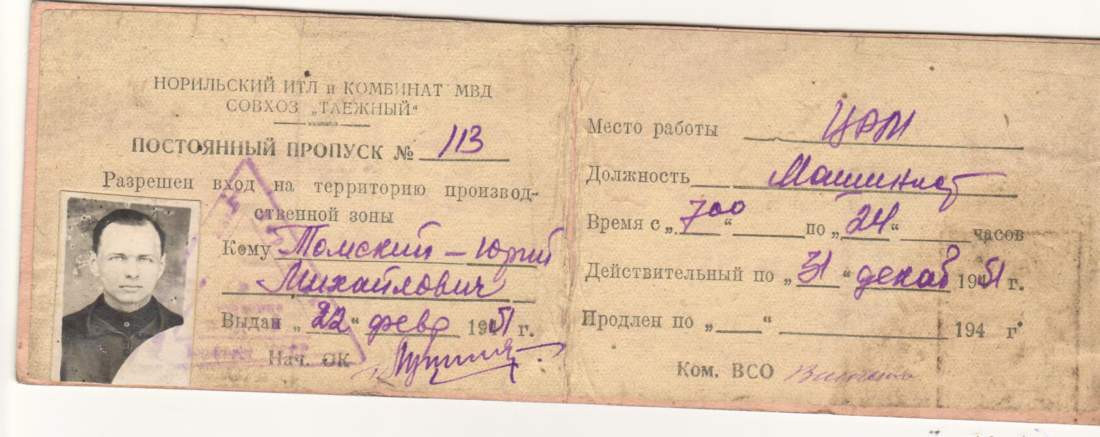 НОРИЛЬСКИЙ ИТЛ и КОМБИНАТ МВД
СОВХОЗ „ТАЕЖНЫЙ“
ПОСТОЯННЫЙ ПРОПУСК № 113
Разрешен вход на территорию производ-
ственной зоны
Кому Томский - Юрий
Михайлович
Выдан „22“ февр 1951 г.
Нач. ОК
Место работы ЦРМ
Должность Машинист
Время с „700“ по „24“ часов
Действительный по „31“ декаб 1951 г.
Продлен по „ “ 194 г.
Ком. ВСО